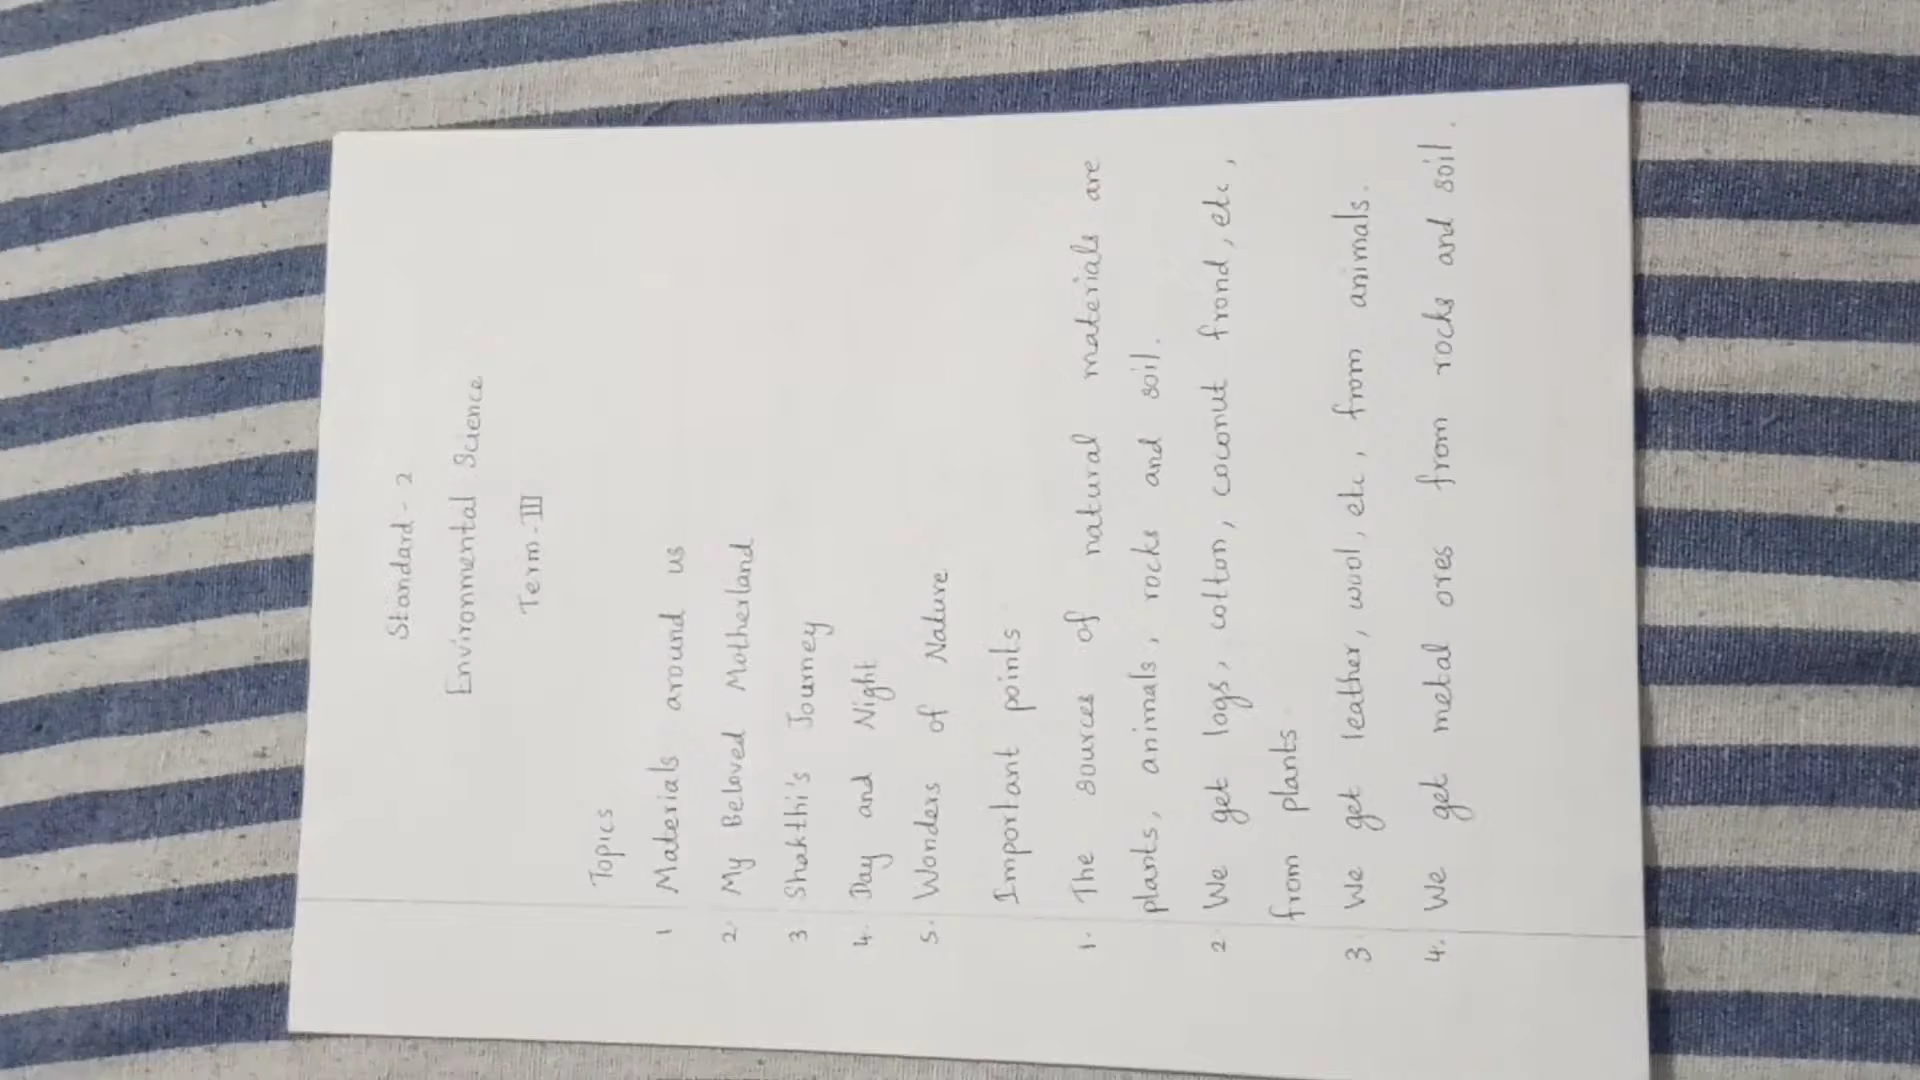 Standard - 2
Environmental Science
Term - III
Topics
1 Materials around us
2. My Beloved Motherland
3. Shakthi's Journey
4. Day and Night
5. Wonders of Nature
Important points
1. The sources of natural materials are
plants, animals, rocks and soil.
2. We get logs, cotton, coconut frond, etc,
from plants
3. We get leather, wool, etc, from animals.
4. We get metal ores from rocks and soil.